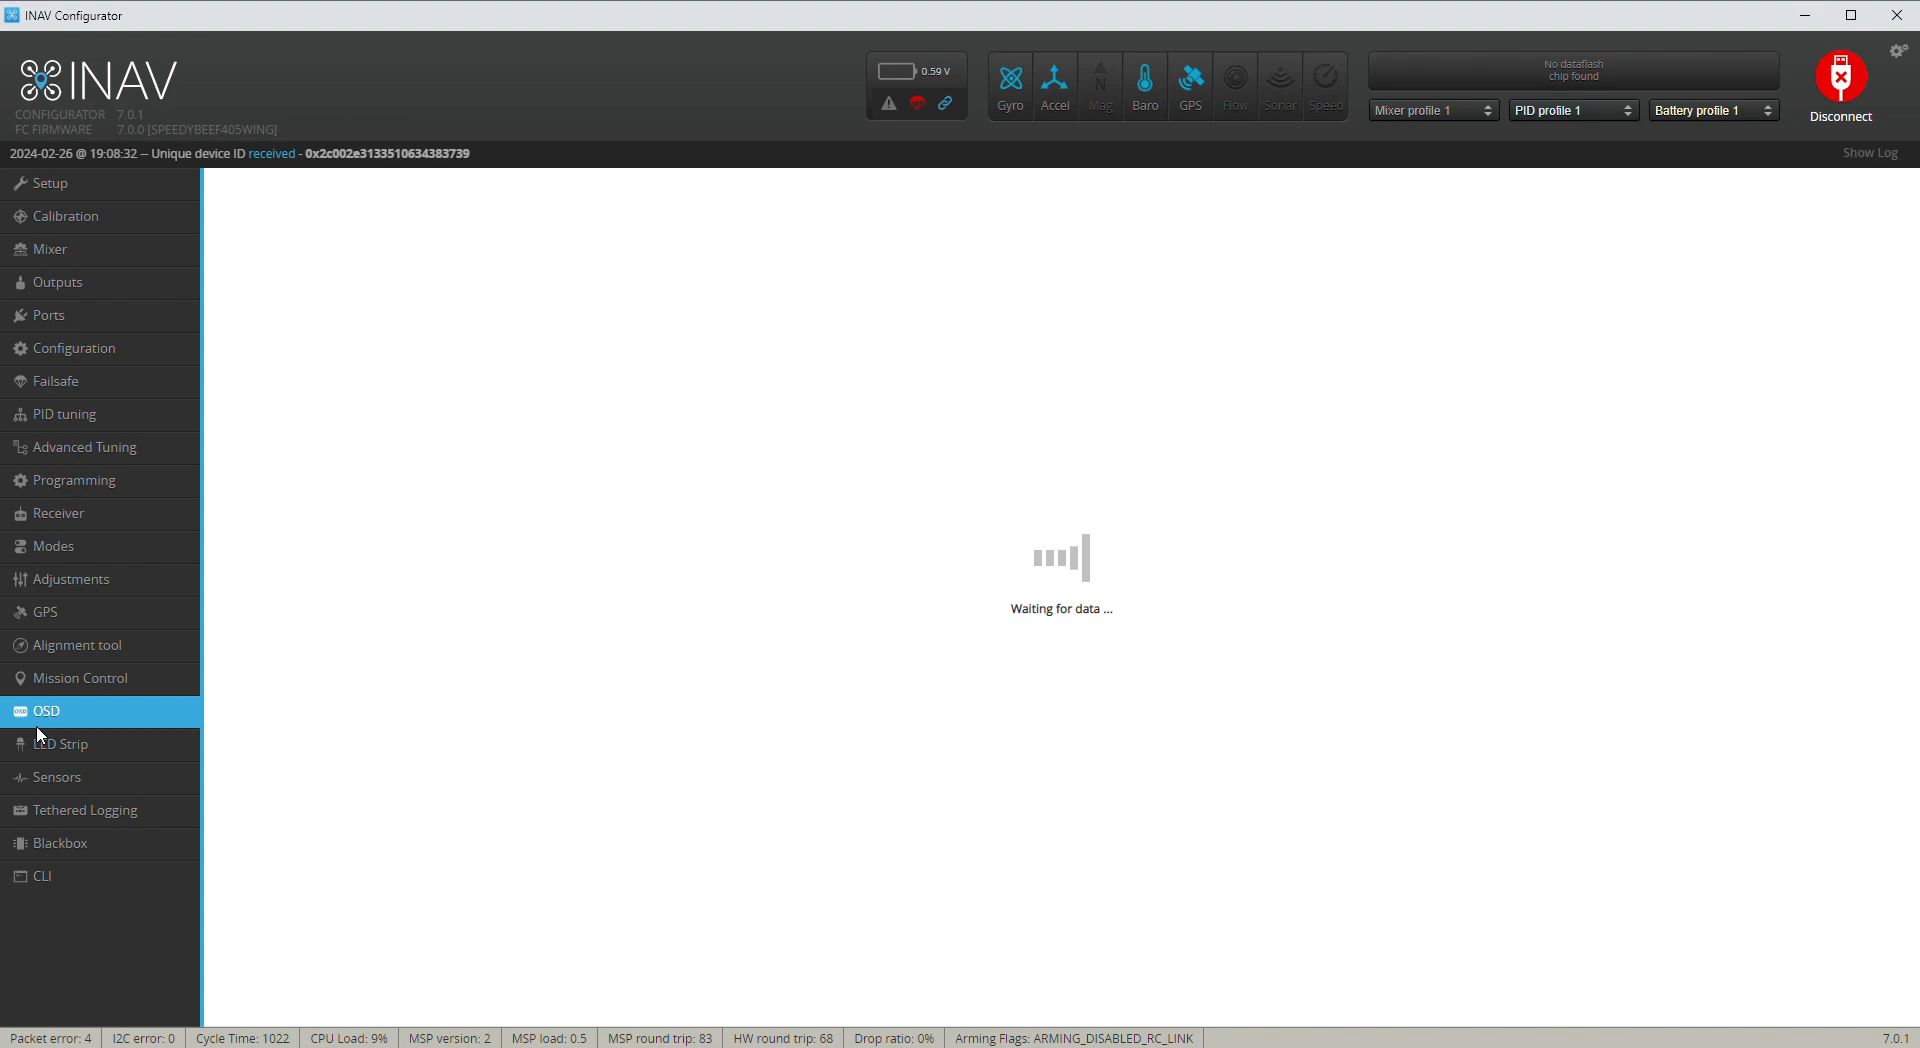 INAV Configurator
INAV
CONFIGURATOR 7.0.1
FC FIRMWARE 7.0.0 [SPEEDYBEEF405WING]
0.59 V
Gyro Accel Mag Baro GPS Flow Sonar Speed
N
No dataflash
chip found
Mixer profile 1 PID profile 1 Battery profile 1
Disconnect
2024-02-26 @ 19:08:32 -- Unique device ID received - 0x2c002e3133510634383739
Show Log
Setup
Calibration
Mixer
Outputs
Ports
Configuration
Failsafe
PID tuning
Advanced Tuning
Programming
Receiver
Modes
Adjustments
GPS
Alignment tool
Mission Control
OSD OSD
LED Strip
Sensors
Tethered Logging
Blackbox
CLI
Waiting for data ...
Packet error: 4 I2C error: 0 Cycle Time: 1022 CPU Load: 9% MSP version: 2 MSP load: 0.5 MSP round trip: 83 HW round trip: 68 Drop ratio: 0% Arming Flags: ARMING_DISABLED_RC_LINK 7.0.1